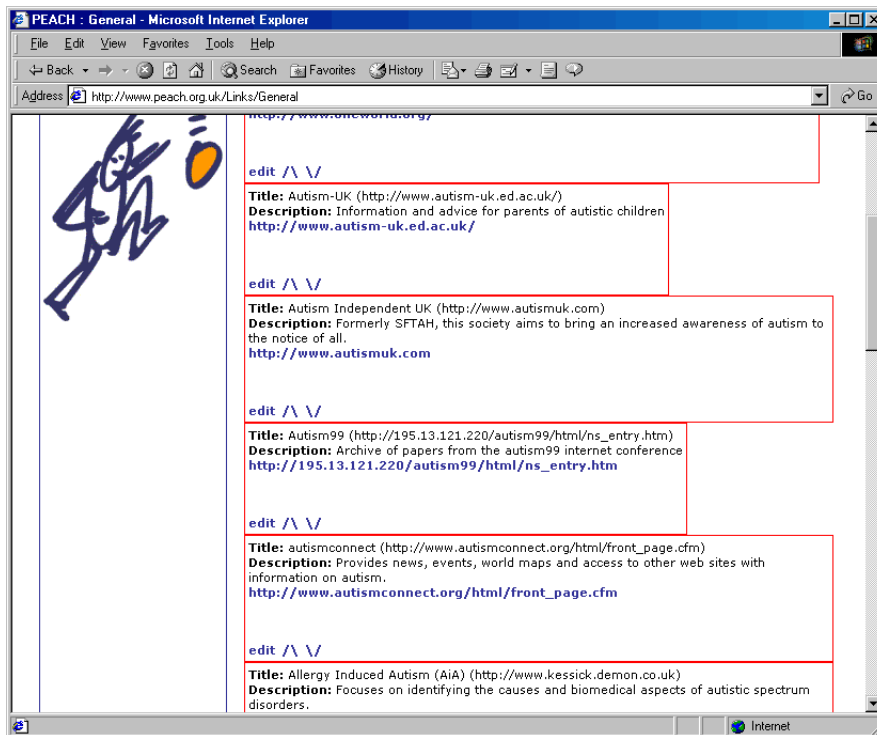 PEACH : General - Microsoft Internet Explorer
File Edit View Favorites Tools Help
Back Search Favorites History
Address http://www.peach.org.uk/Links/General Go
http://www.oneworld.org/
edit /\ \/
Title: Autism-UK (http://www.autism-uk.ed.ac.uk/)
Description: Information and advice for parents of autistic children
http://www.autism-uk.ed.ac.uk/
edit /\ \/
Title: Autism Independent UK (http://www.autismuk.com)
Description: Formerly SFTAH, this society aims to bring an increased awareness of autism to
the notice of all.
http://www.autismuk.com
edit /\ \/
Title: Autism99 (http://195.13.121.220/autism99/html/ns_entry.htm)
Description: Archive of papers from the autism99 internet conference
http://195.13.121.220/autism99/html/ns_entry.htm
edit /\ \/
Title: autismconnect (http://www.autismconnect.org/html/front_page.cfm)
Description: Provides news, events, world maps and access to other web sites with
information on autism.
http://www.autismconnect.org/html/front_page.cfm
edit /\ \/
Title: Allergy Induced Autism (AiA) (http://www.kessick.demon.co.uk)
Description: Focuses on identifying the causes and biomedical aspects of autistic spectrum
disorders.
Internet